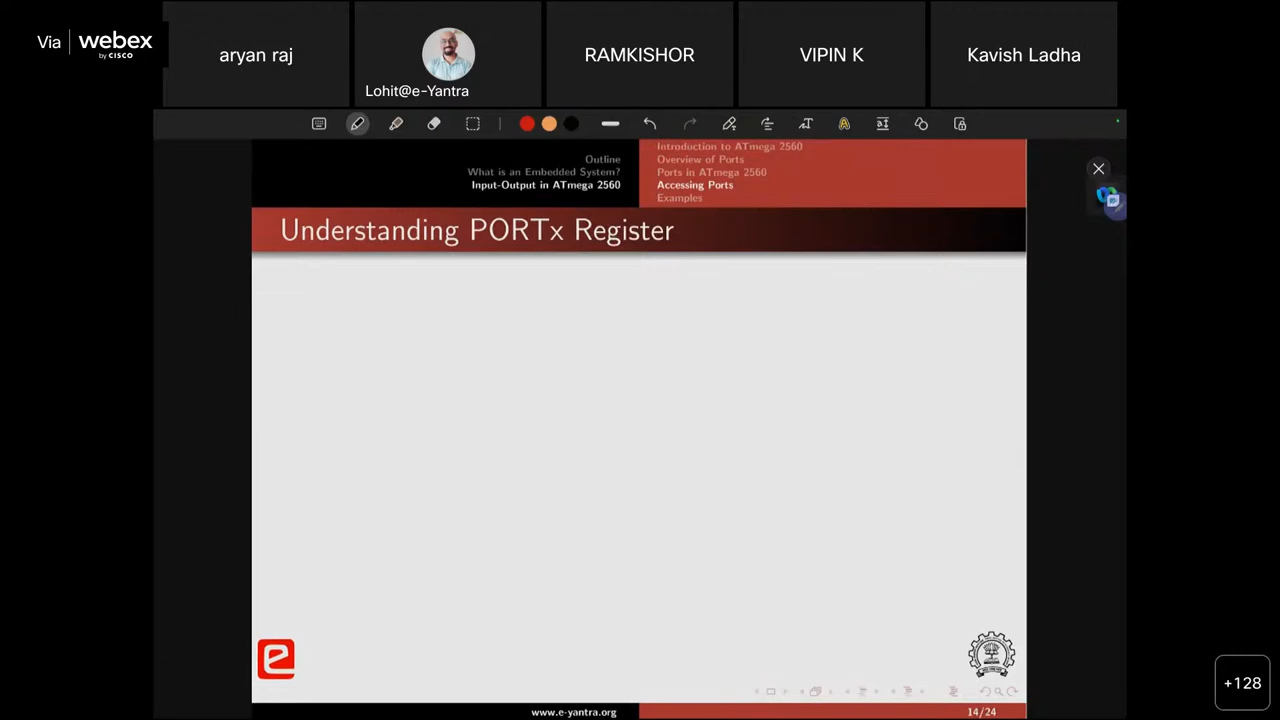 Via webex
by CISCO
aryan raj
Lohit@e-Yantra
RAMKISHOR
VIPIN K
Kavish Ladha
Outline
What is an Embedded System?
Input-Output in ATmega 2560
Introduction to ATmega 2560
Overview of Ports
Ports in ATmega 2560
Accessing Ports
Examples
Understanding PORTx Register
www.e-yantra.org
14/24
+128